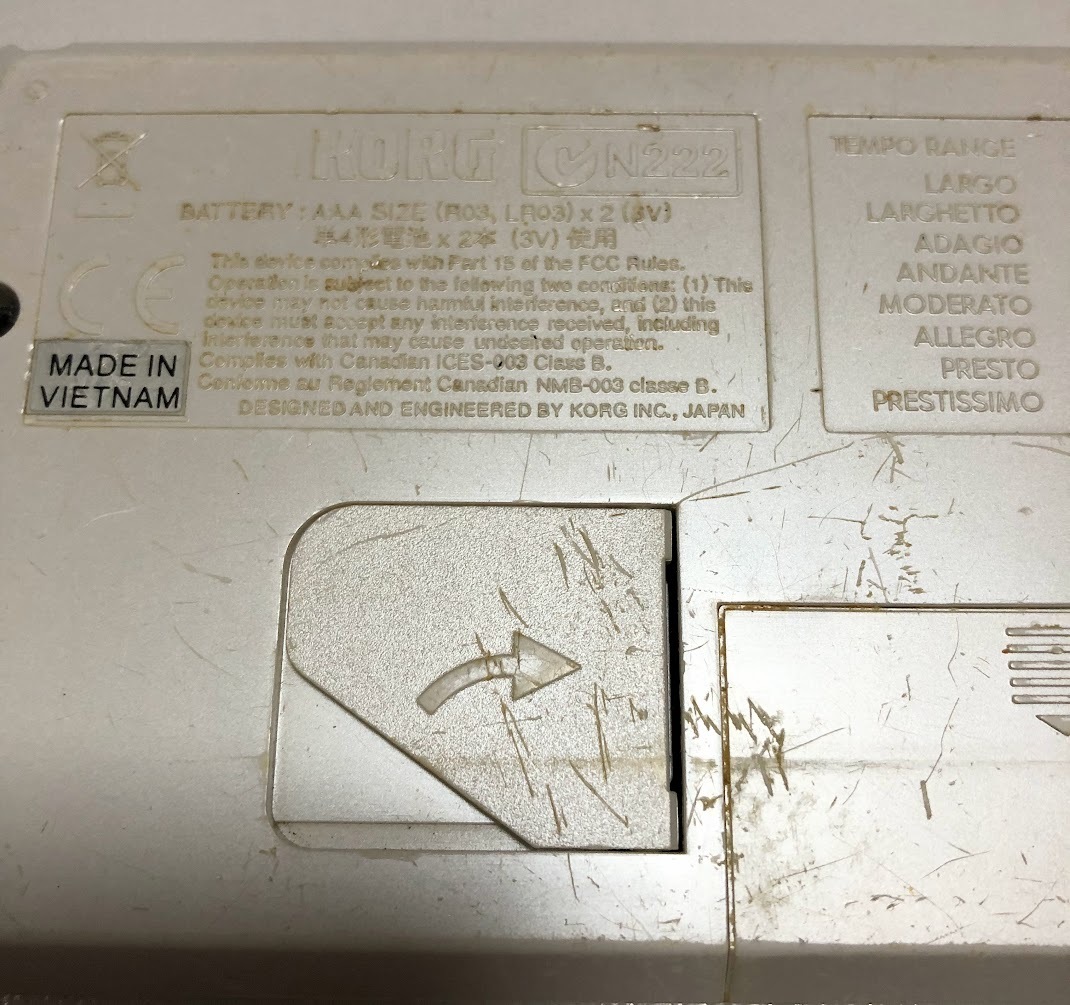 KORG
N222
BATTERY : AAA SIZE (R03, LR03) x 2 (3V)
単4形電池 x 2本 (3V) 使用
This device complies with Part 15 of the FCC Rules.
Operation is subject to the following two conditions: (1) This
device may not cause harmful interference, and (2) this
device must accept any interference received, including
interference that may cause undesired operation.
Complies with Canadian ICES-003 Class B.
Conforme au Reglement Canadian NMB-003 classe B.
DESIGNED AND ENGINEERED BY KORG INC., JAPAN
CE
MADE IN
VIETNAM
TEMPO RANGE
LARGO
LARGHETTO
ADAGIO
ANDANTE
MODERATO
ALLEGRO
PRESTO
PRESTISSIMO